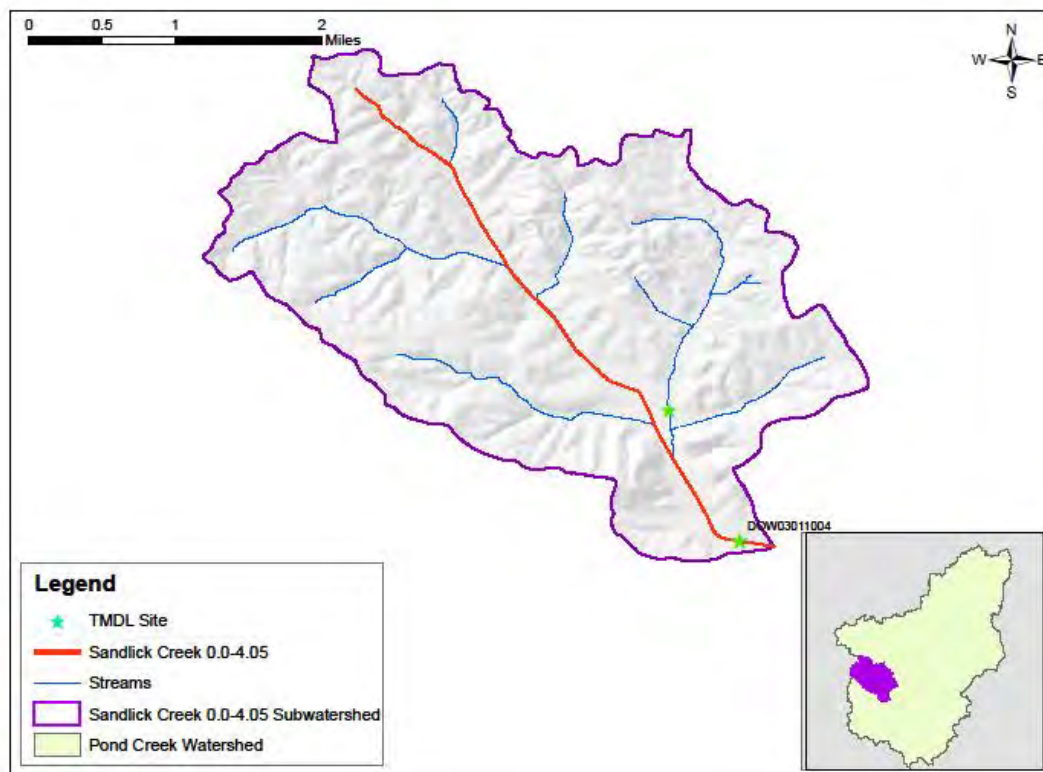 0 0.5 1 2
Miles
N
W E
S
DOW03011004
Legend
TMDL Site
Sandlick Creek 0.0-4.05
Streams
Sandlick Creek 0.0-4.05 Subwatershed
Pond Creek Watershed